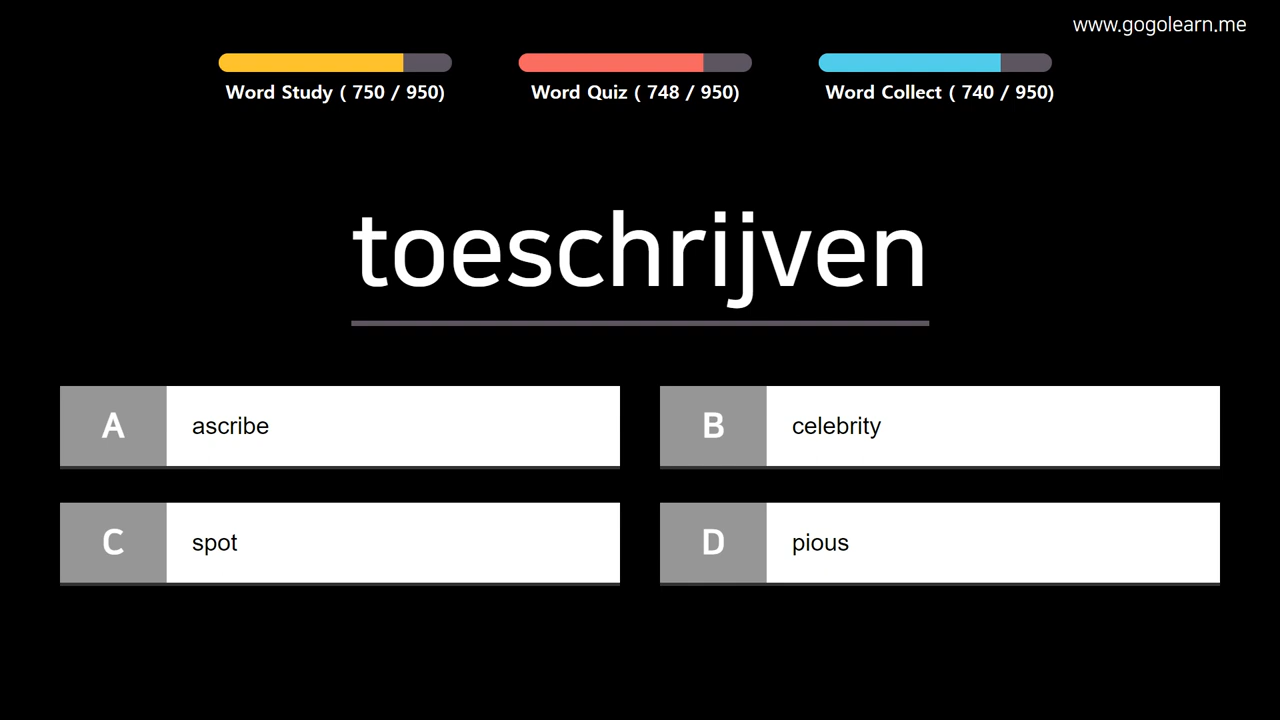 www.gogolearn.me
Word Study ( 750 / 950)
Word Quiz ( 748 / 950)
Word Collect ( 740 / 950)
toeschrijven
A ascribe
B celebrity
C spot
D pious